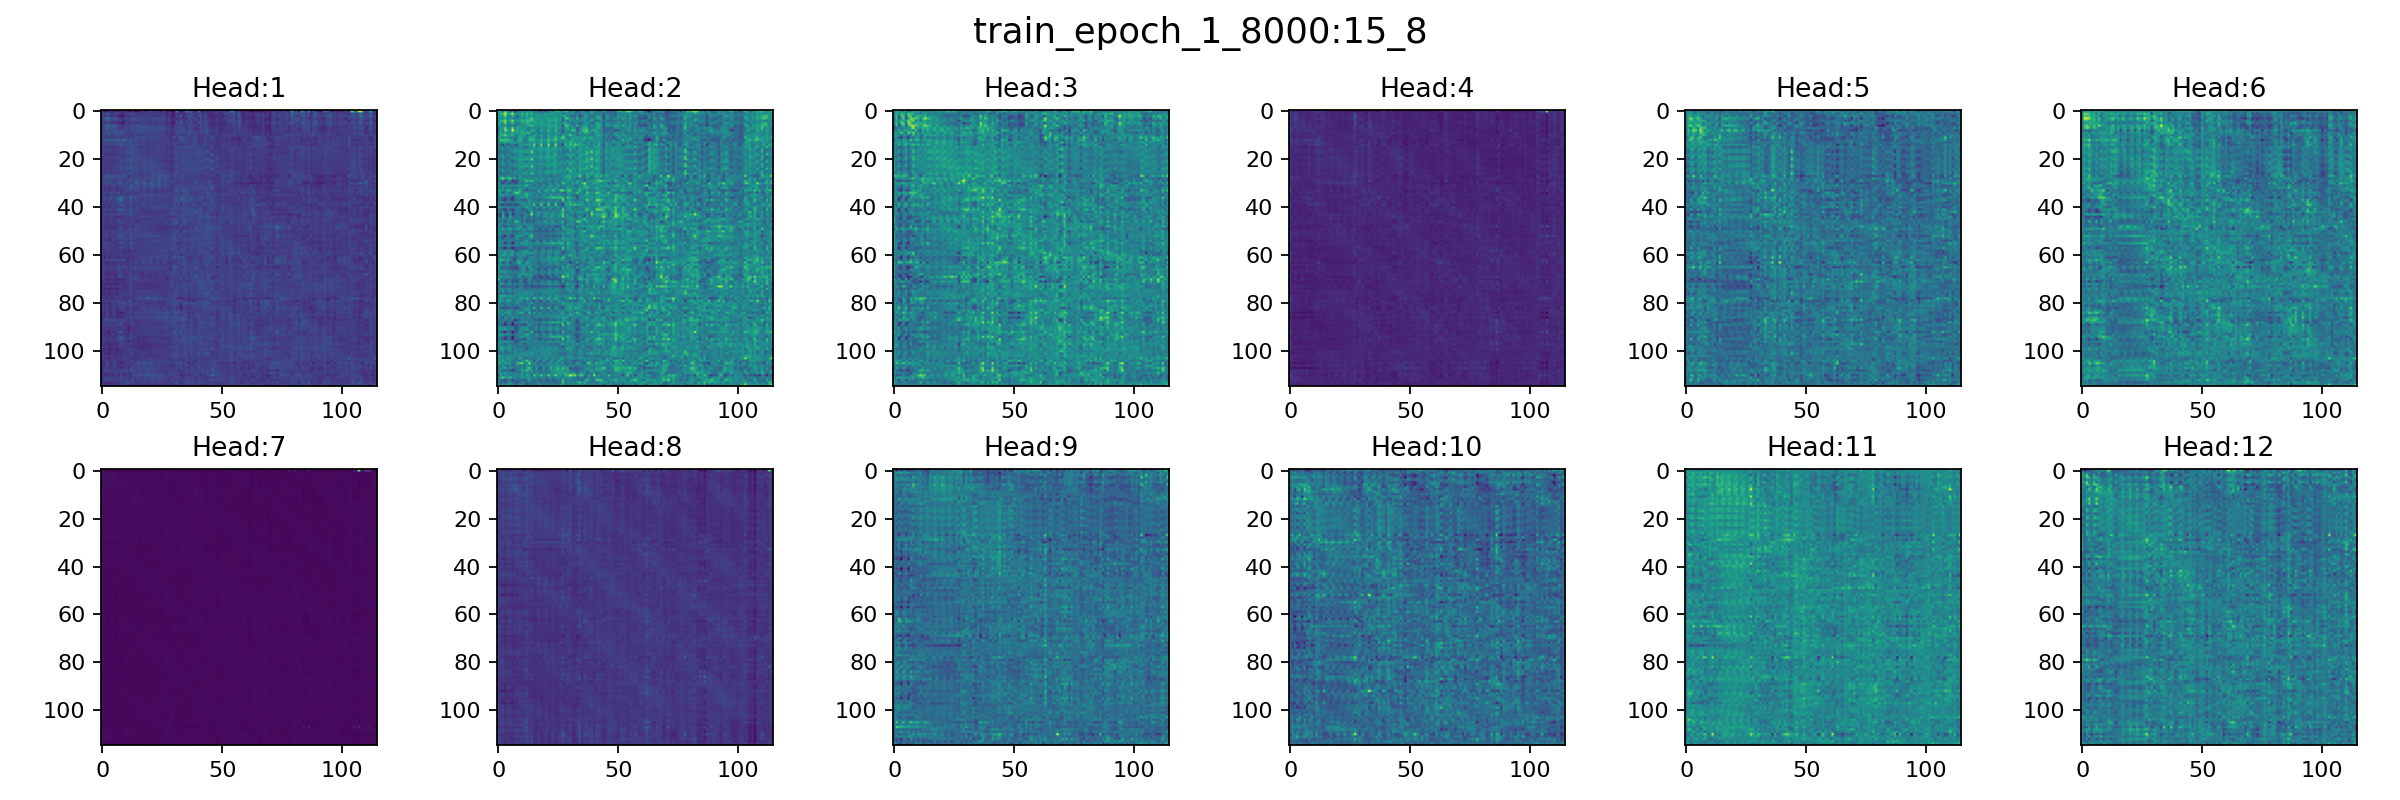 train_epoch_1_8000:15_8
Head:1 Head:2 Head:3 Head:4 Head:5 Head:6
0 0 0 0 0 0
20 20 20 20 20 20
40 40 40 40 40 40
60 60 60 60 60 60
80 80 80 80 80 80
100 100 100 100 100 100
0 50 100 0 50 100 0 50 100 0 50 100 0 50 100 0 50 100
Head:7 Head:8 Head:9 Head:10 Head:11 Head:12
0 0 0 0 0 0
20 20 20 20 20 20
40 40 40 40 40 40
60 60 60 60 60 60
80 80 80 80 80 80
100 100 100 100 100 100
0 50 100 0 50 100 0 50 100 0 50 100 0 50 100 0 50 100